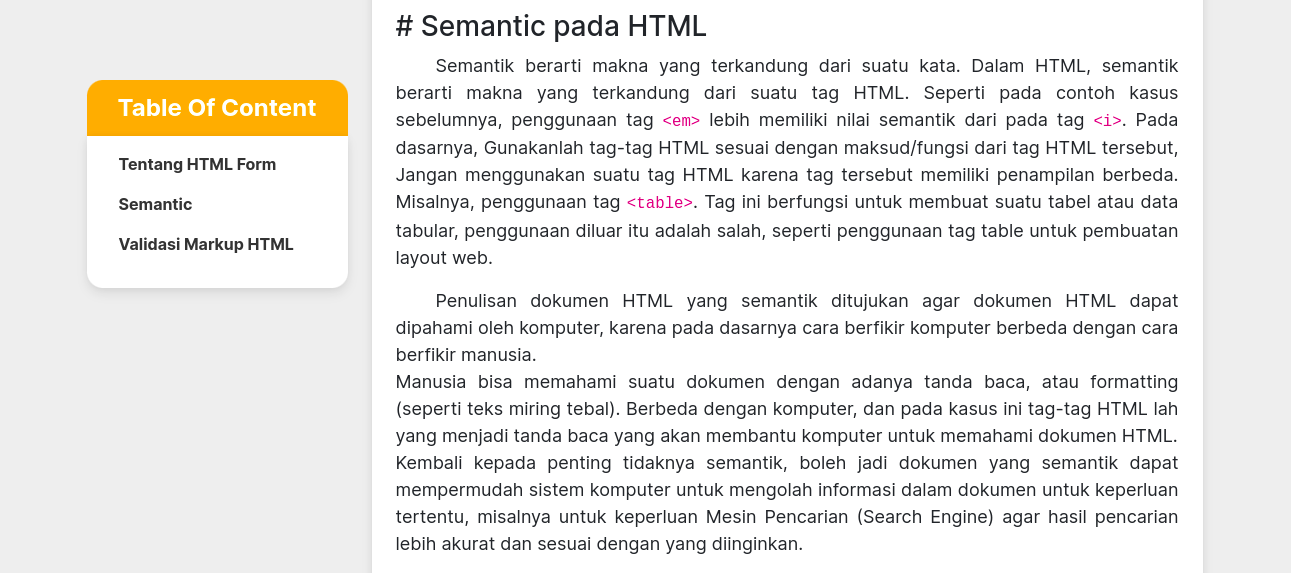 Table Of Content
Tentang HTML Form
Semantic
Validasi Markup HTML
# Semantic pada HTML
Semantik berarti makna yang terkandung dari suatu kata. Dalam HTML, semantik
berarti makna yang terkandung dari suatu tag HTML. Seperti pada contoh kasus
sebelumnya, penggunaan tag <em> lebih memiliki nilai semantik dari pada tag <i>. Pada
dasarnya, Gunakanlah tag-tag HTML sesuai dengan maksud/fungsi dari tag HTML tersebut,
Jangan menggunakan suatu tag HTML karena tag tersebut memiliki penampilan berbeda.
Misalnya, penggunaan tag <table>. Tag ini berfungsi untuk membuat suatu tabel atau data
tabular, penggunaan diluar itu adalah salah, seperti penggunaan tag table untuk pembuatan
layout web.
Penulisan dokumen HTML yang semantik ditujukan agar dokumen HTML dapat
dipahami oleh komputer, karena pada dasarnya cara berfikir komputer berbeda dengan cara
berfikir manusia.
Manusia bisa memahami suatu dokumen dengan adanya tanda baca, atau formatting
(seperti teks miring tebal). Berbeda dengan komputer, dan pada kasus ini tag-tag HTML lah
yang menjadi tanda baca yang akan membantu komputer untuk memahami dokumen HTML.
Kembali kepada penting tidaknya semantik, boleh jadi dokumen yang semantik dapat
mempermudah sistem komputer untuk mengolah informasi dalam dokumen untuk keperluan
tertentu, misalnya untuk keperluan Mesin Pencarian (Search Engine) agar hasil pencarian
lebih akurat dan sesuai dengan yang diinginkan.